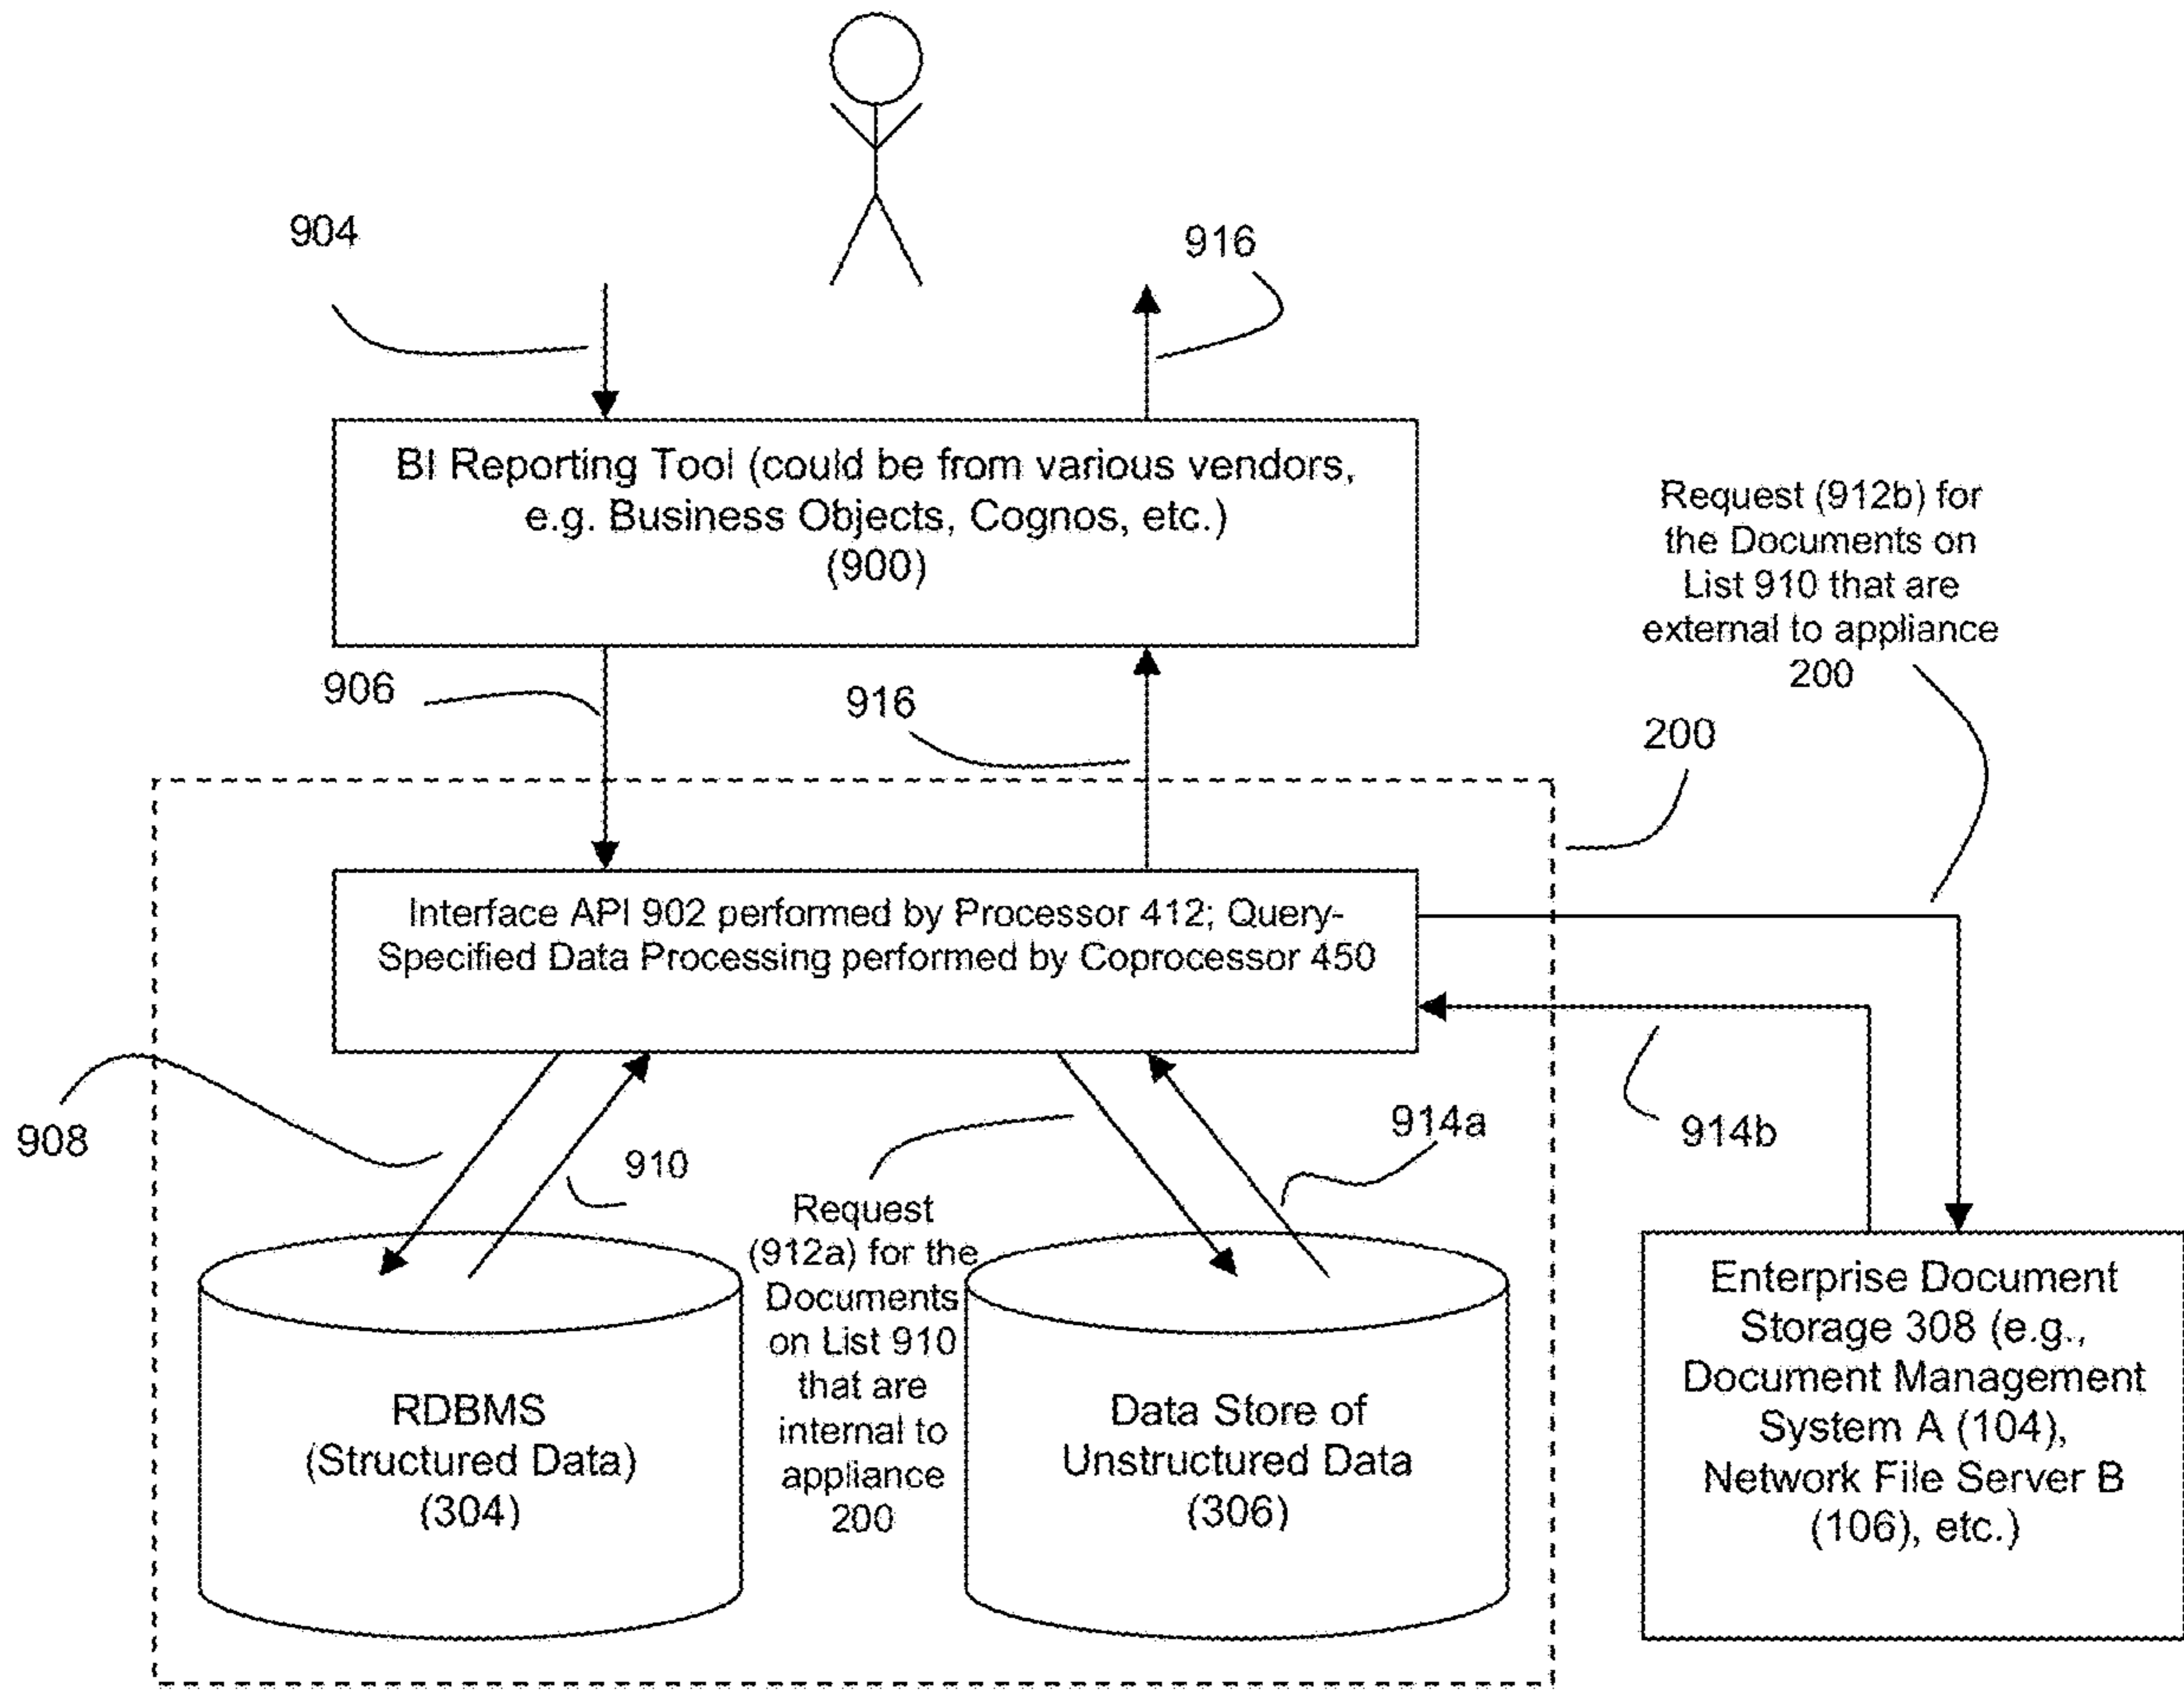 904
916
BI Reporting Tool (could be from various vendors,
e.g. Business Objects, Cognos, etc.)
(900)
Request (912b) for
the Documents on
List 910 that are
external to appliance
200
906
916
200
Interface API 902 performed by Processor 412; Query-
Specified Data Processing performed by Coprocessor 450
908
910
914a
914b
Request
(912a) for the
Documents
on List 910
that are
internal to
appliance
200
RDBMS
(Structured Data)
(304)
Data Store of
Unstructured Data
(306)
Enterprise Document
Storage 308 (e.g.,
Document Management
System A (104),
Network File Server B
(106), etc.)